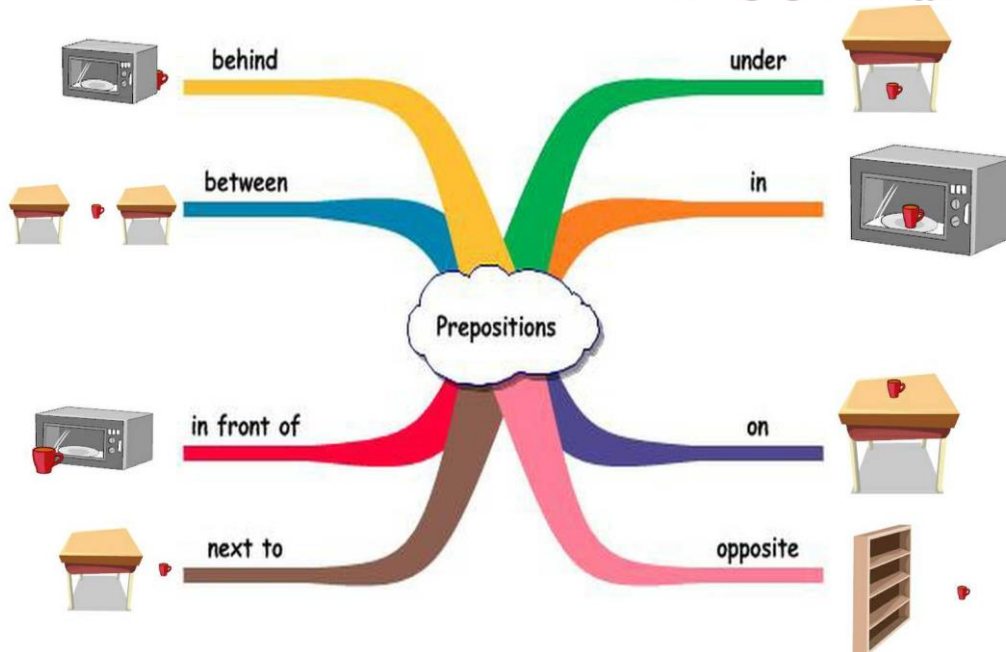 behind
under
between
in
Prepositions
in front of
on
next to
opposite